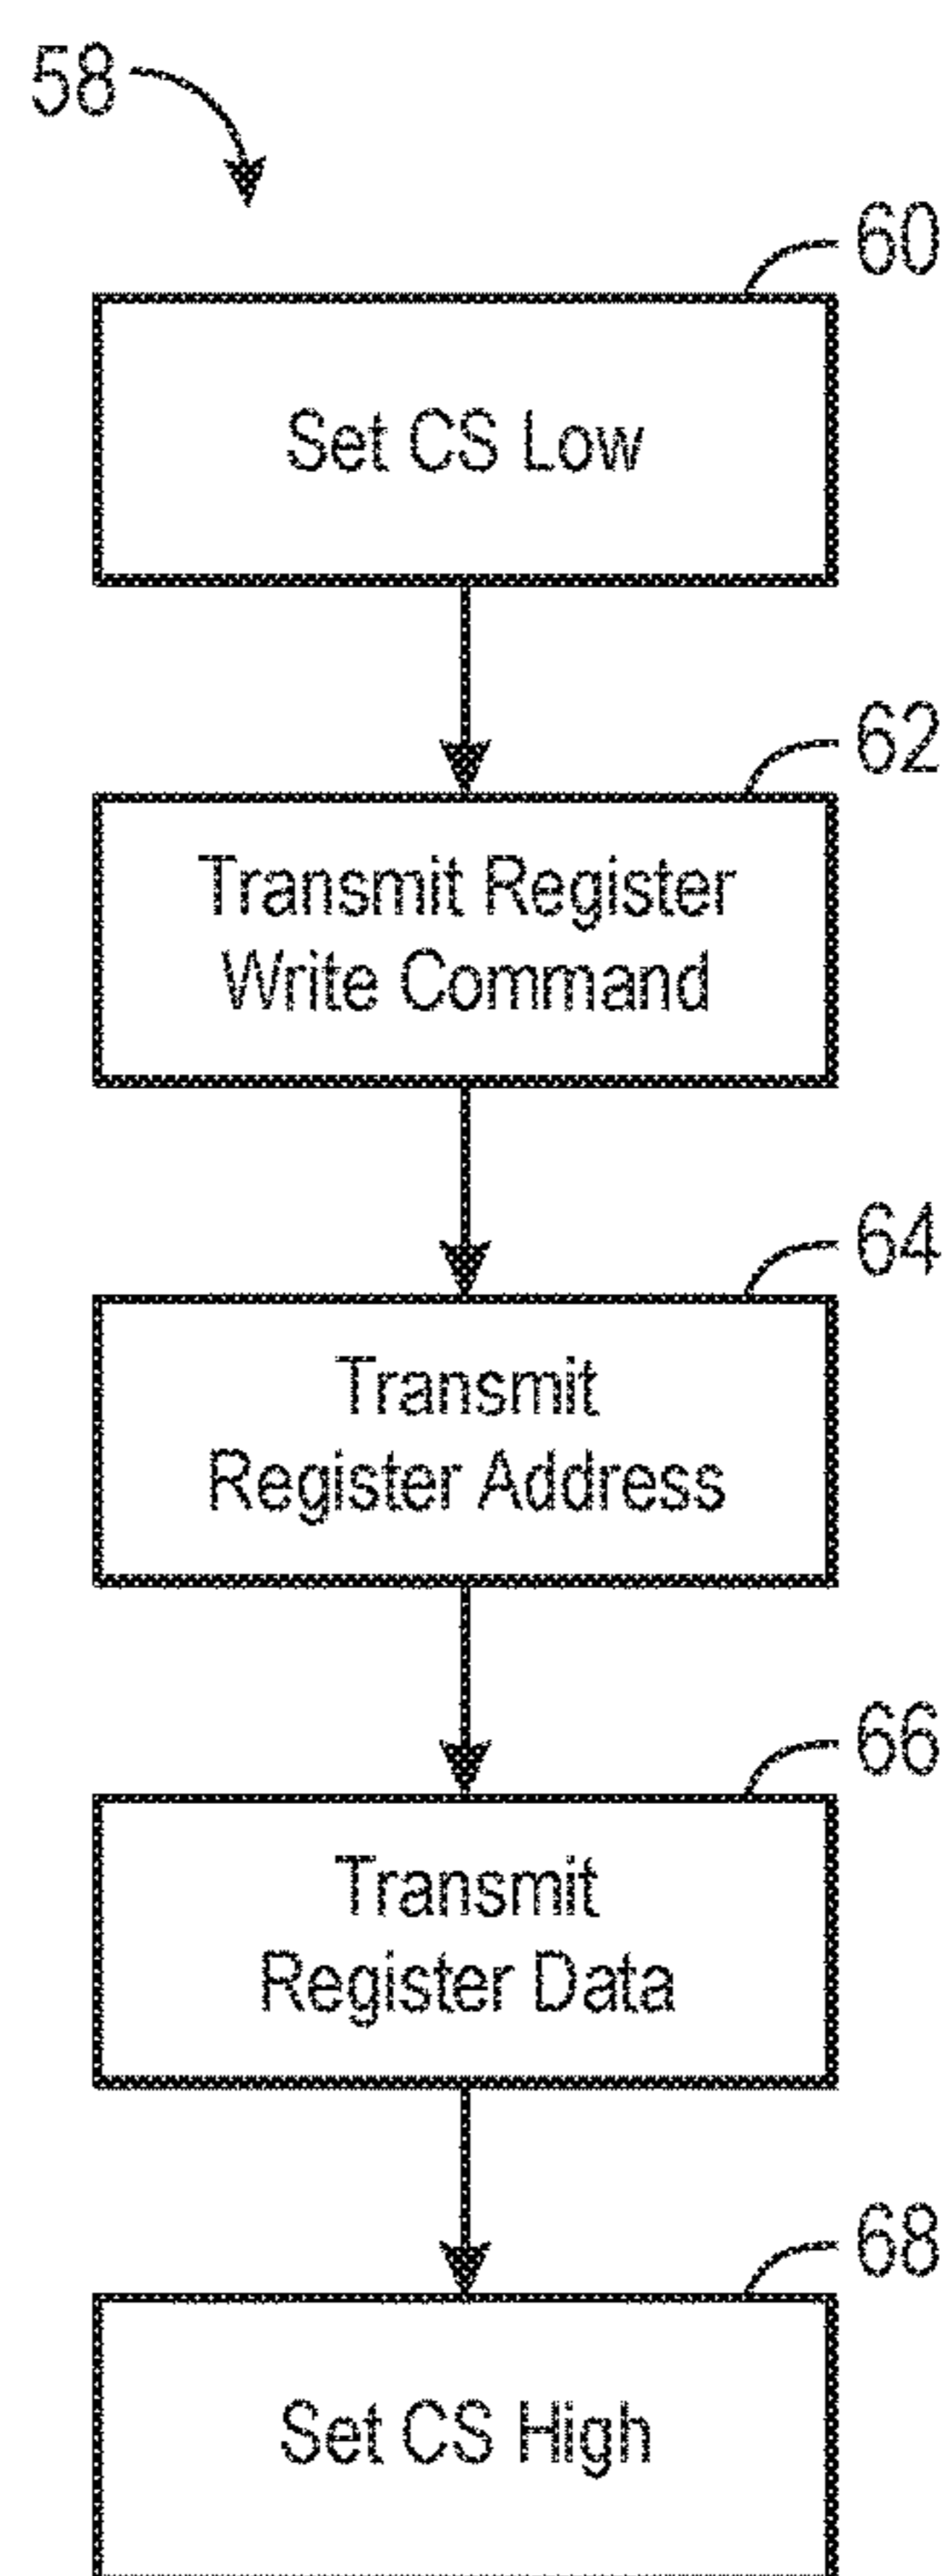 58
60
Set CS Low
62
Transmit Register
Write Command
64
Transmit
Register Address
66
Transmit
Register Data
68
Set CS High